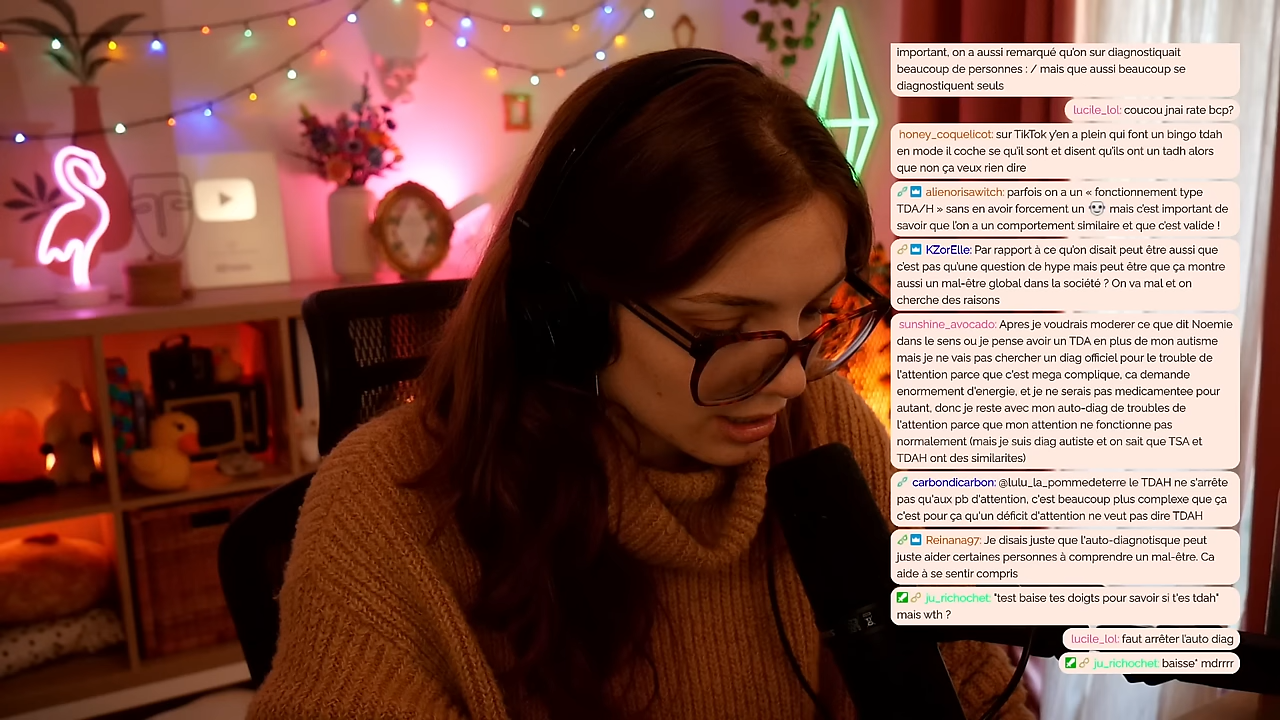 important, on a aussi remarqué qu'on sur diagnostiquait
beaucoup de personnes : / mais que aussi beaucoup se
diagnostiquent seuls
lucile_lol: coucou jnai rate bcp?
honey_coquelicot: sur TikTok y'en a plein qui font un bingo tdah
en mode il coche se qu'il sont et disent qu'ils ont un tadh alors
que non ça veux rien dire
alienorisawitch: parfois on a un « fonctionnement type
TDA/H » sans en avoir forcement un mais c'est important de
savoir que l'on a un comportement similaire et que c'est valide !
KZorElle: Par rapport à ce qu'on disait peut être aussi que
c'est pas qu'une question de hype mais peut être que ça montre
aussi un mal-être global dans la société ? On va mal et on
cherche des raisons
sunshine_avocado: Apres je voudrais moderer ce que dit Noemie
dans le sens ou je pense avoir un TDA en plus de mon autisme
mais je ne vais pas chercher un diag officiel pour le trouble de
l'attention parce que c'est mega complique, ca demande
enormement d'energie, et je ne serais pas medicamentee pour
autant, donc je reste avec mon auto-diag de troubles de
l'attention parce que mon attention ne fonctionne pas
normalement (mais je suis diag autiste et on sait que TSA et
TDAH ont des similarites)
carbondicarbon: @lulu_la_pommedeterre le TDAH ne s'arrête
pas qu'aux pb d'attention, c'est beaucoup plus complexe que ça
c'est pour ça qu'un déficit d'attention ne veut pas dire TDAH
Reinana97: Je disais juste que l'auto-diagnotisque peut
juste aider certaines personnes à comprendre un mal-être. Ca
aide à se sentir compris
ju_richochet: "test baise tes doigts pour savoir si t'es tdah"
mais wth ?
lucile_lol: faut arrêter l'auto diag
ju_richochet: baisse* mdrrrr